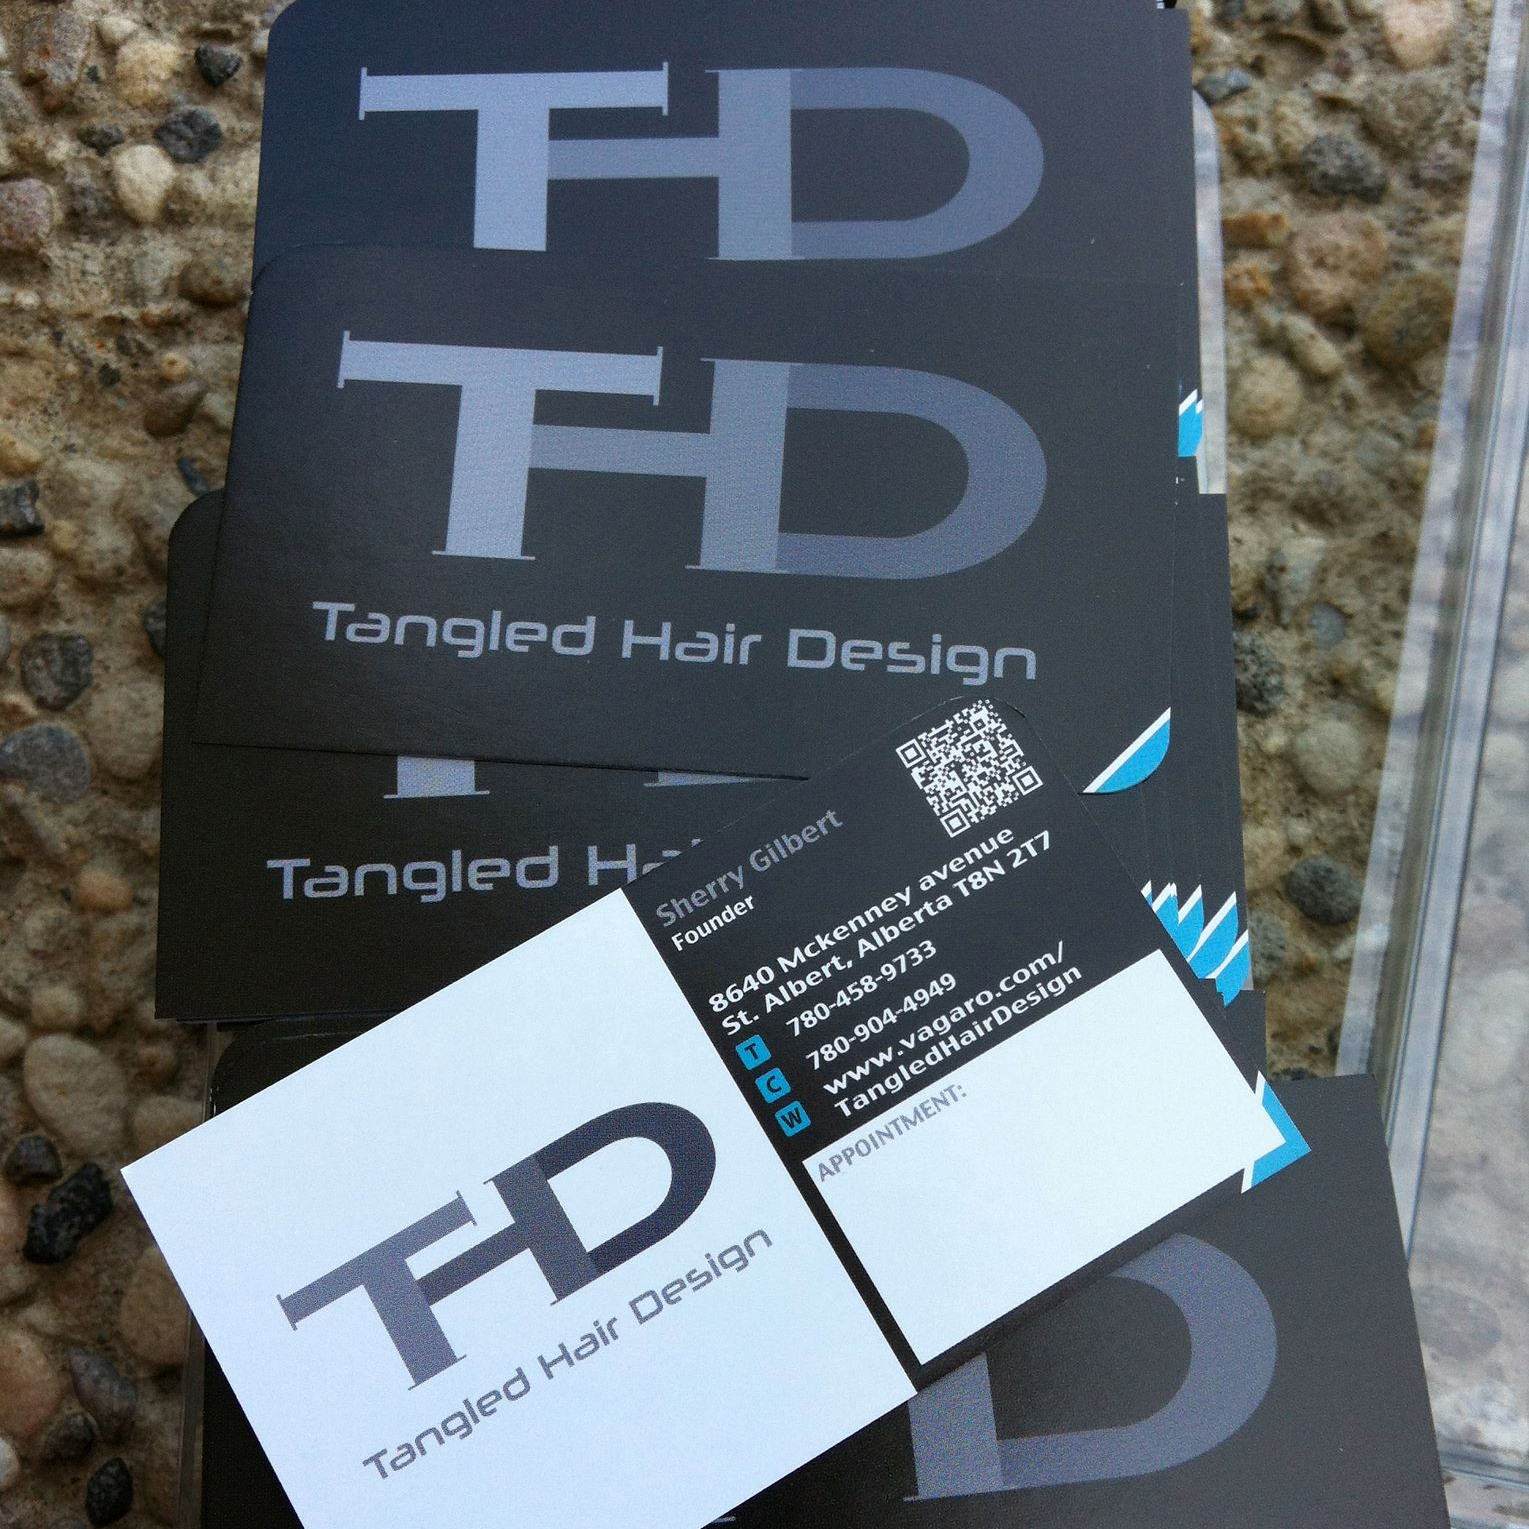 THD
THD
Tangled Hair Design
Tangled Ha
Sherry Gilbert
Founder
8640 Mckenney avenue
St. Albert, Alberta T8N 2T7
T 780-458-9733
C 780-904-4949
W www.vagaro.com/
TangledHairDesign
APPOINTMENT:
THD
Tangled Hair Design
D